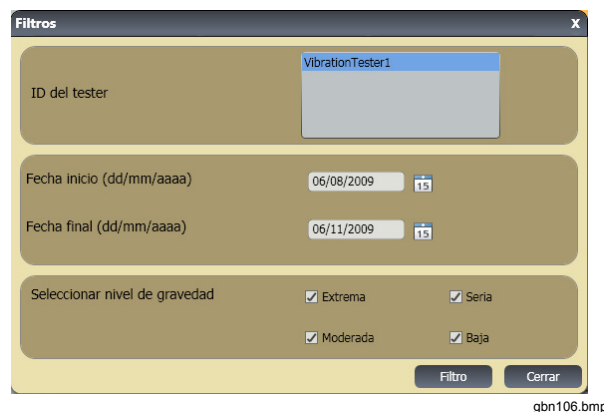 Filtros X
VibrationTester1
ID del tester
Fecha inicio (dd/mm/aaaa) 06/08/2009 15
Fecha final (dd/mm/aaaa) 06/11/2009 15
Seleccionar nivel de gravedad Extrema Seria
Moderada Baja
Filtro Cerrar
gbn106.bmp